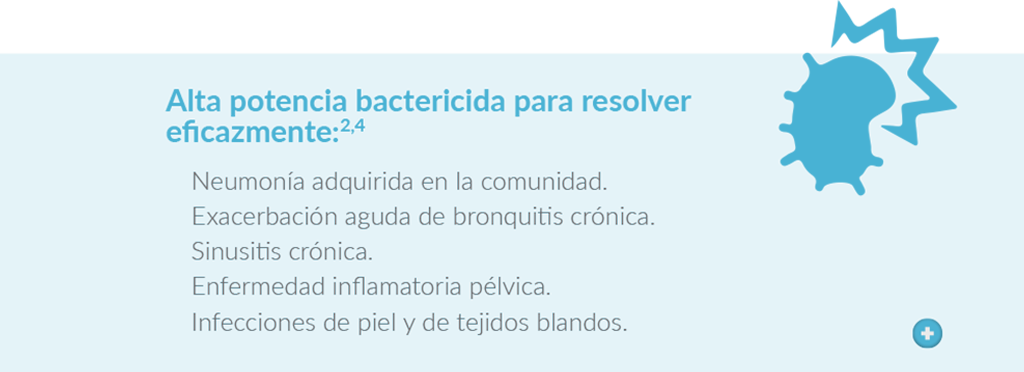 Alta potencia bactericida para resolver
eficazmente:2,4
Neumonía adquirida en la comunidad.
Exacerbación aguda de bronquitis crónica.
Sinusitis crónica.
Enfermedad inflamatoria pélvica.
Infecciones de piel y de tejidos blandos.